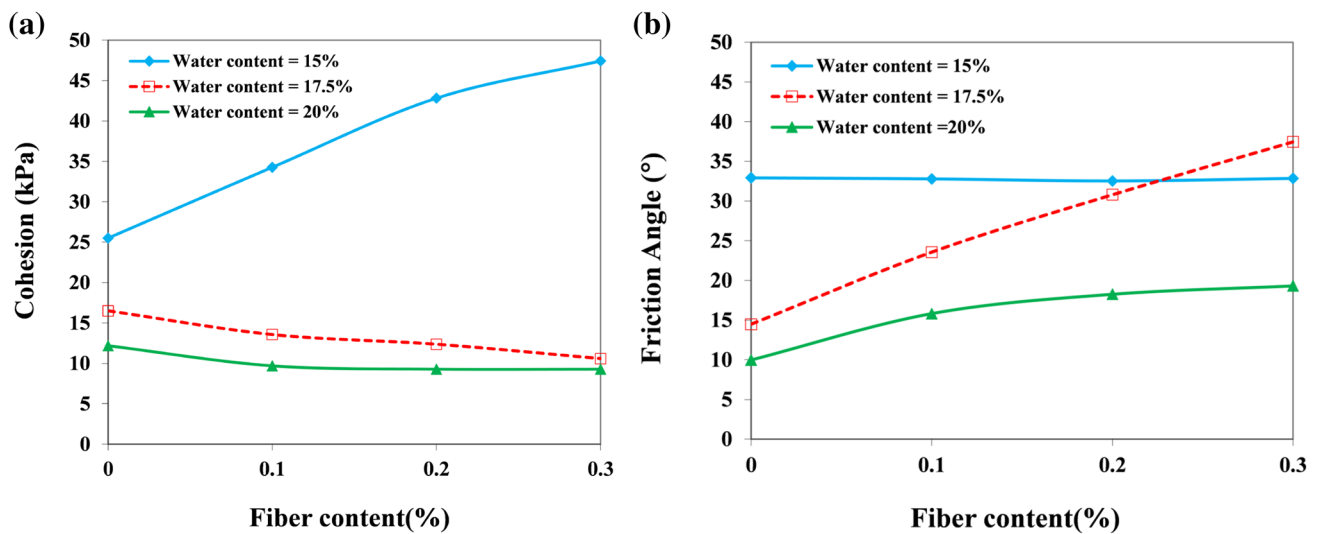 (a)
50
45
40
35
30
25
20
15
10
5
0
Cohesion (kPa)
Water content = 15%
Water content = 17.5%
Water content = 20%
0 0.1 0.2 0.3
Fiber content(%)
(b)
50
45
40
35
30
25
20
15
10
5
0
Friction Angle (°)
Water content = 15%
Water content = 17.5%
Water content =20%
0 0.1 0.2 0.3
Fiber content(%)